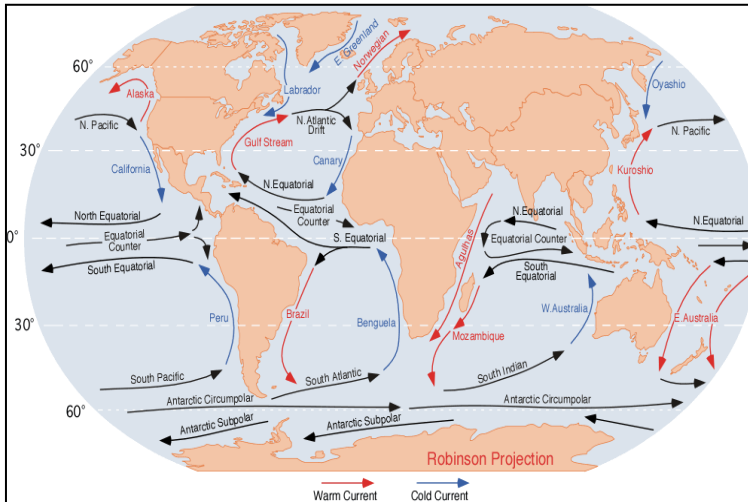 E. Greenland
Norwegian
60°
Alaska
Labrador
Oyashio
N. Pacific
N.Atlantic
Drift
N. Pacific
Gulf Stream
30°
California
Canary
Kuroshio
N.Equatorial
North Equatorial
Equatorial
Counter
N.Equatorial
N.Equatorial
Equatorial
Counter
S. Equatorial
Equatorial Counter
0°
South Equatorial
Agulhas
South
Equatorial
Peru
Brazil
Benguela
W.Australia
E.Australia
30°
Mozambique
South Pacific
South Atlantic
South Indian
Antarctic Circumpolar
Antarctic Circumpolar
60°
Antarctic Subpolar
Antarctic Subpolar
Robinson Projection
Warm Current
Cold Current